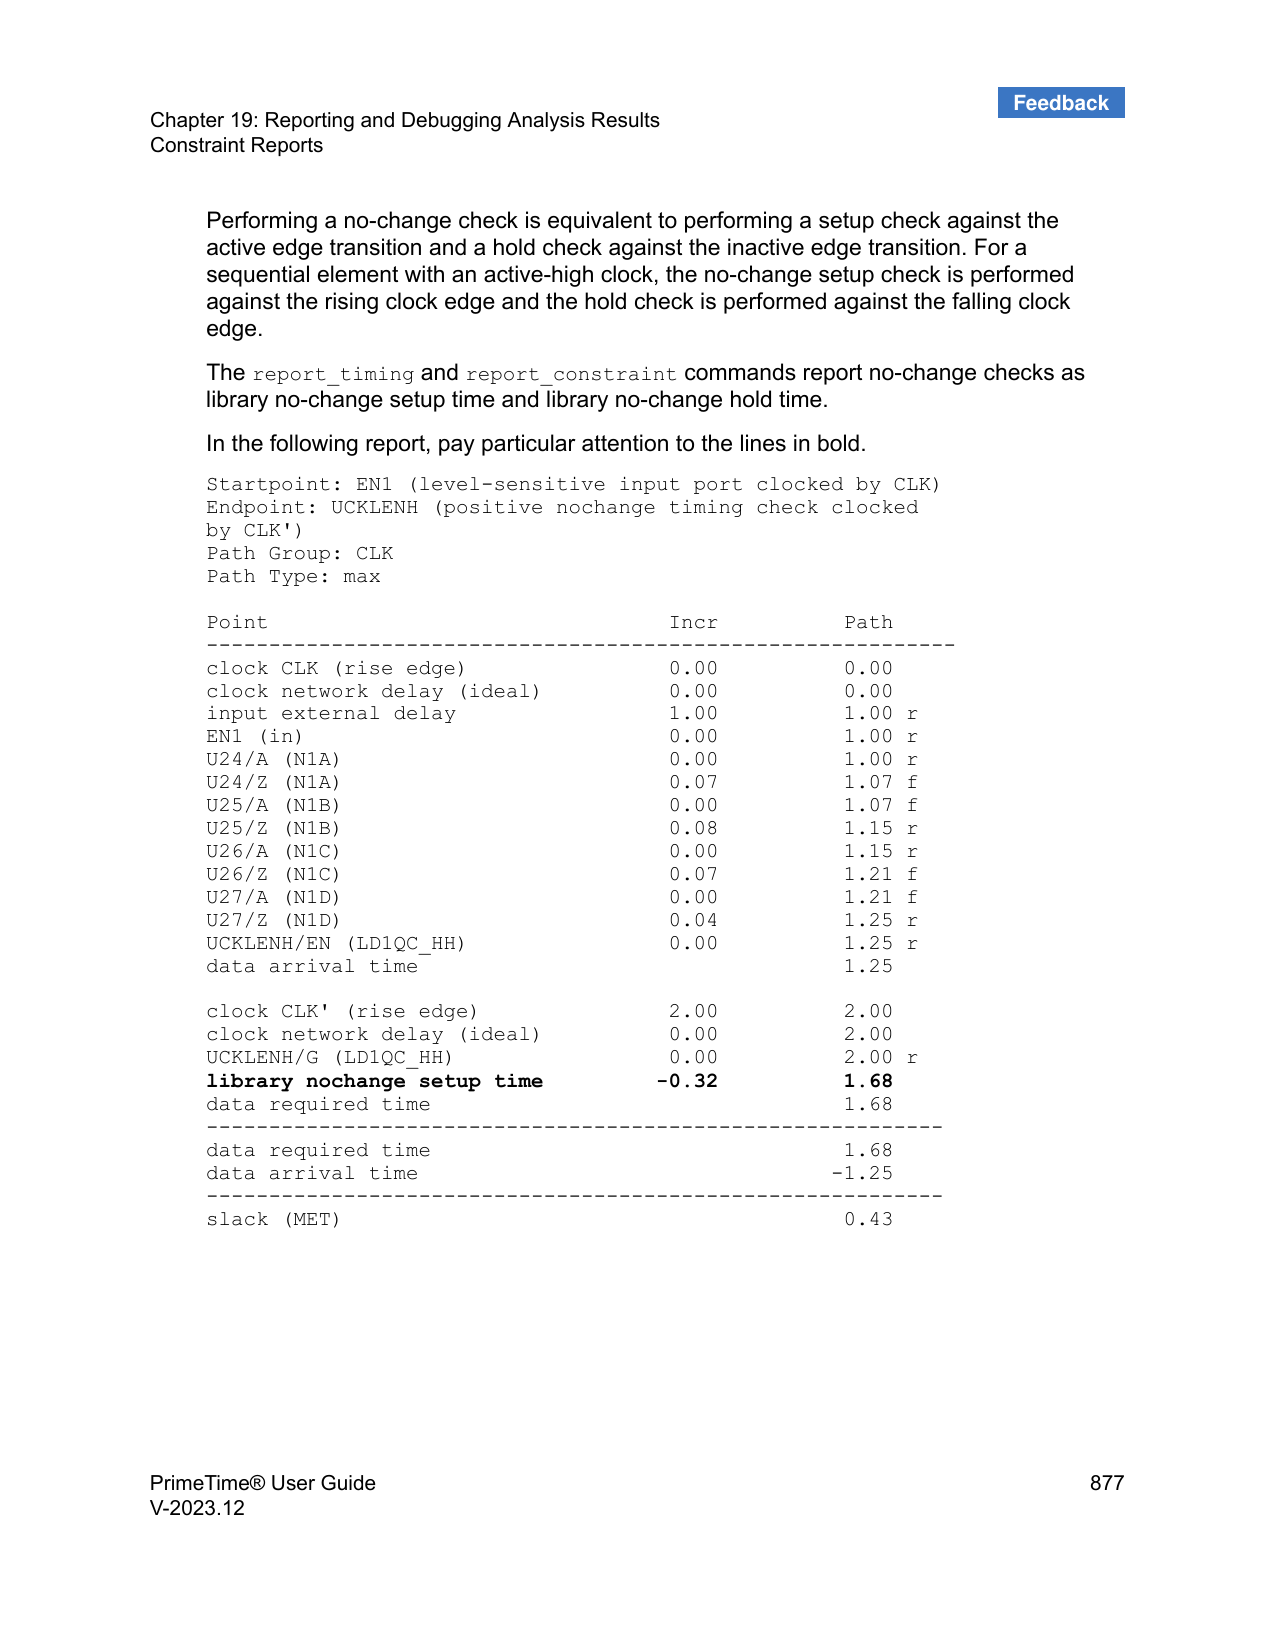 Feedback
Chapter 19: Reporting and Debugging Analysis Results
Constraint Reports
Performing a no-change check is equivalent to performing a setup check against the
active edge transition and a hold check against the inactive edge transition. For a
sequential element with an active-high clock, the no-change setup check is performed
against the rising clock edge and the hold check is performed against the falling clock
edge.
The report_timing and report_constraint commands report no-change checks as
library no-change setup time and library no-change hold time.
In the following report, pay particular attention to the lines in bold.
Startpoint: EN1 (level-sensitive input port clocked by CLK)
Endpoint: UCKLENH (positive nochange timing check clocked
by CLK')
Path Group: CLK
Path Type: max
Point                                Incr          Path
------------------------------------------------------------
clock CLK (rise edge)                0.00          0.00
clock network delay (ideal)          0.00          0.00
input external delay                 1.00          1.00 r
EN1 (in)                             0.00          1.00 r
U24/A (N1A)                          0.00          1.00 r
U24/Z (N1A)                          0.07          1.07 f
U25/A (N1B)                          0.00          1.07 f
U25/Z (N1B)                          0.08          1.15 r
U26/A (N1C)                          0.00          1.15 r
U26/Z (N1C)                          0.07          1.21 f
U27/A (N1D)                          0.00          1.21 f
U27/Z (N1D)                          0.04          1.25 r
UCKLENH/EN (LD1QC_HH)                0.00          1.25 r
data arrival time                                  1.25
clock CLK' (rise edge)               2.00          2.00
clock network delay (ideal)          0.00          2.00
UCKLENH/G (LD1QC_HH)                 0.00          2.00 r
library nochange setup time         -0.32          1.68
data required time                                 1.68
-----------------------------------------------------------
data required time                                 1.68
data arrival time                                 -1.25
-----------------------------------------------------------
slack (MET)                                        0.43
PrimeTime® User Guide 877
V-2023.12